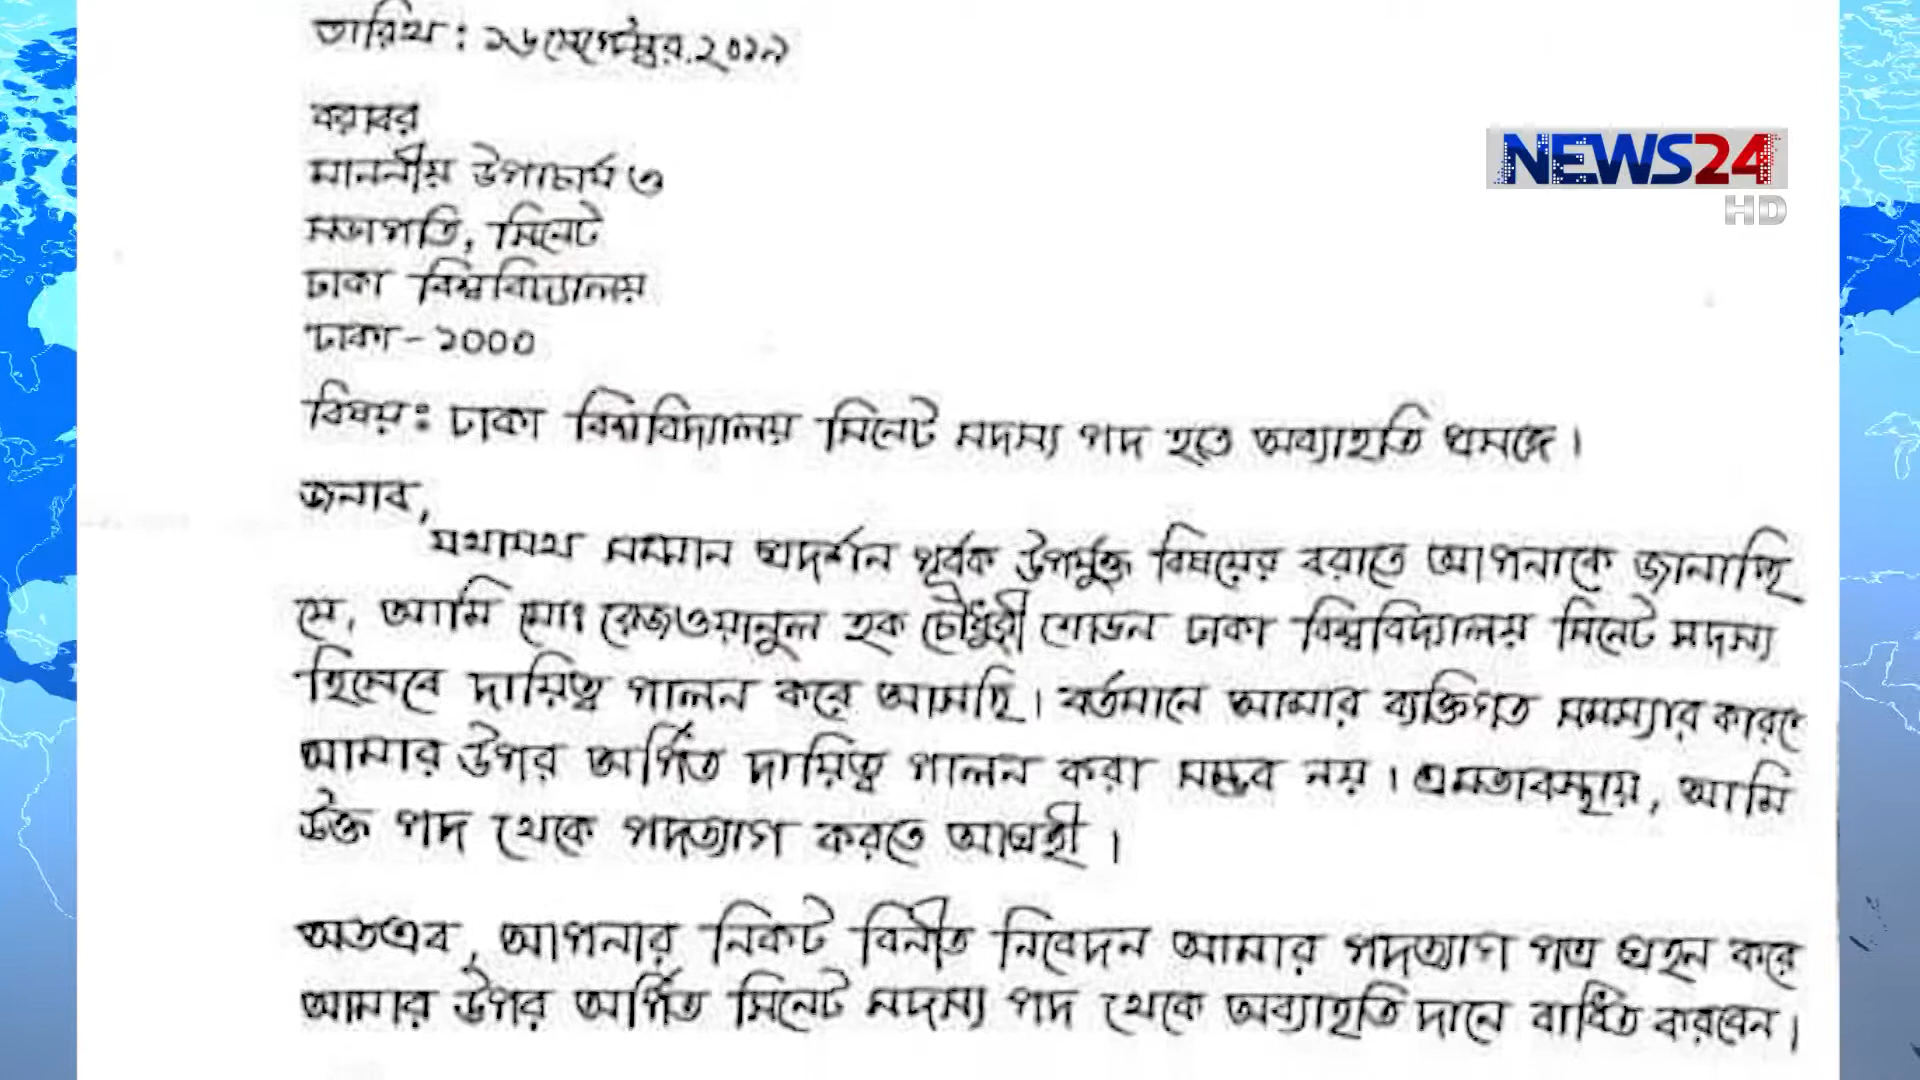 তারিখ: ১৬ সেপ্টেম্বর, ২০১৯
বরাবর
মাননীয় উপাচার্য ও
সভাপতি, সিনেট
ঢাকা বিশ্ববিদ্যালয়
ঢাকা - ১০০০
NEWS24
HD
বিষয়ঃ ঢাকা বিশ্ববিদ্যালয় সিনেট সদস্য পদ হতে অব্যাহতি প্রসঙ্গে।
জনাব,
যথাযথ সম্মান প্রদর্শন পূর্বক উপর্যুক্ত বিষয়ের বরাতে আপনাকে জানাচ্ছি
যে, আমি মোঃ রেজওয়ানুল হক চৌধুরী শোভন ঢাকা বিশ্ববিদ্যালয় সিনেট সদস্য
হিসেবে দায়িত্ব পালন করে আসছি। বর্তমানে আমার ব্যক্তিগত সমস্যার কারণে
আমার উপর অর্পিত দায়িত্ব পালন করা সম্ভব নয়। এমতাবস্থায়, আমি
উক্ত পদ থেকে পদত্যাগ করতে আগ্রহী।
অতএব, আপনার নিকট বিনীত নিবেদন আমার পদত্যাগ পত্র গ্রহন করে
আমার উপর অর্পিত সিনেট সদস্য পদ থেকে অব্যাহতি দানে বাধিত করবেন।